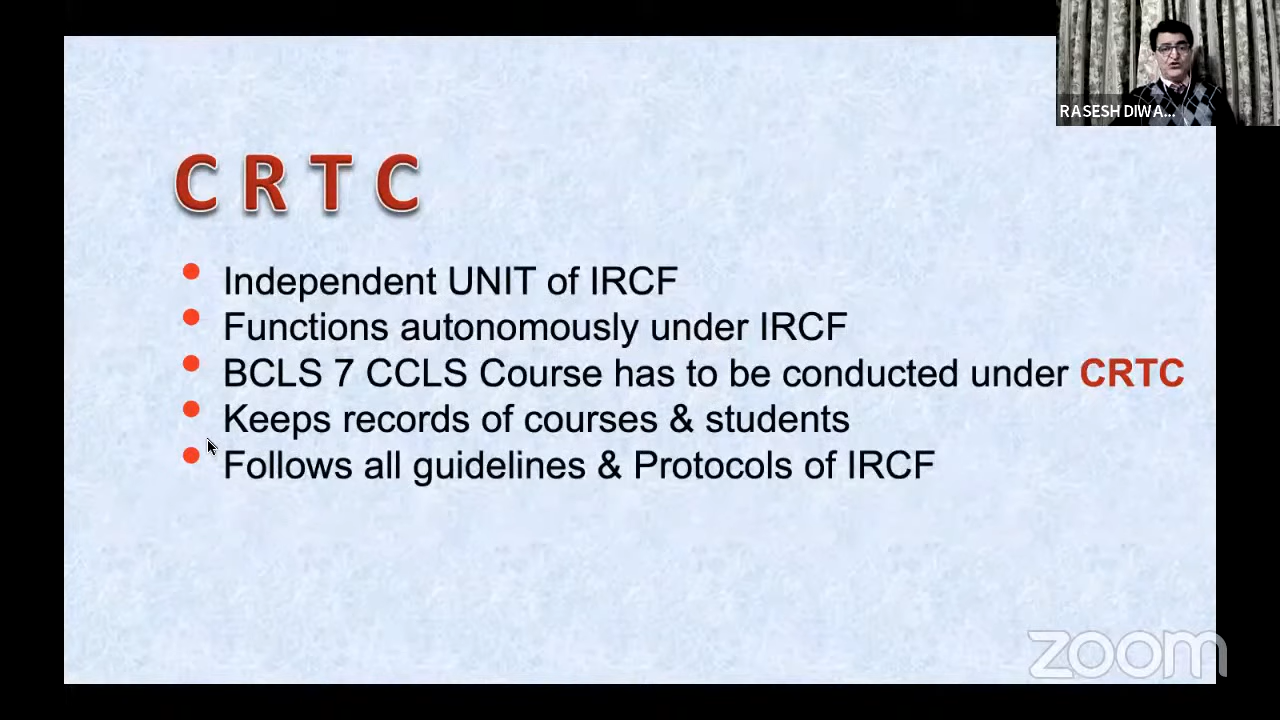 RASESH DIWA...
C R T C
• Independent UNIT of IRCF
• Functions autonomously under IRCF
• BCLS 7 CCLS Course has to be conducted under CRTC
• Keeps records of courses & students
• Follows all guidelines & Protocols of IRCF
zoom